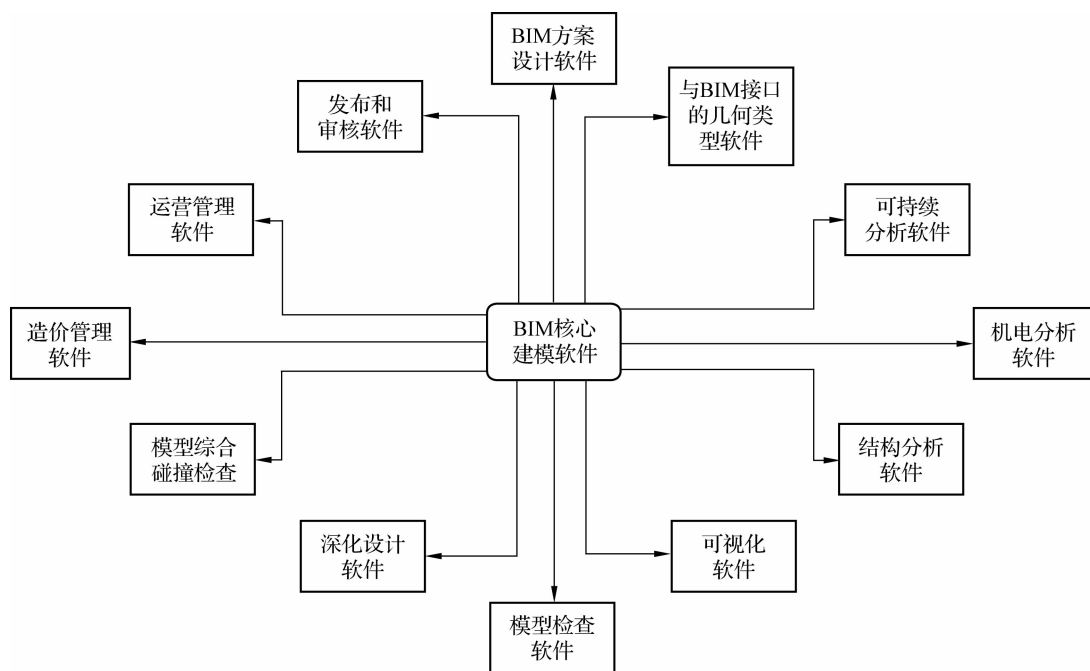 BIM方案
设计软件
与BIM接口
的几何类
型软件
发布和
审核软件
运营管理
软件
可持续
分析软件
造价管理
软件
BIM核心
建模软件
机电分析
软件
模型综合
碰撞检查
结构分析
软件
深化设计
软件
可视化
软件
模型检查
软件